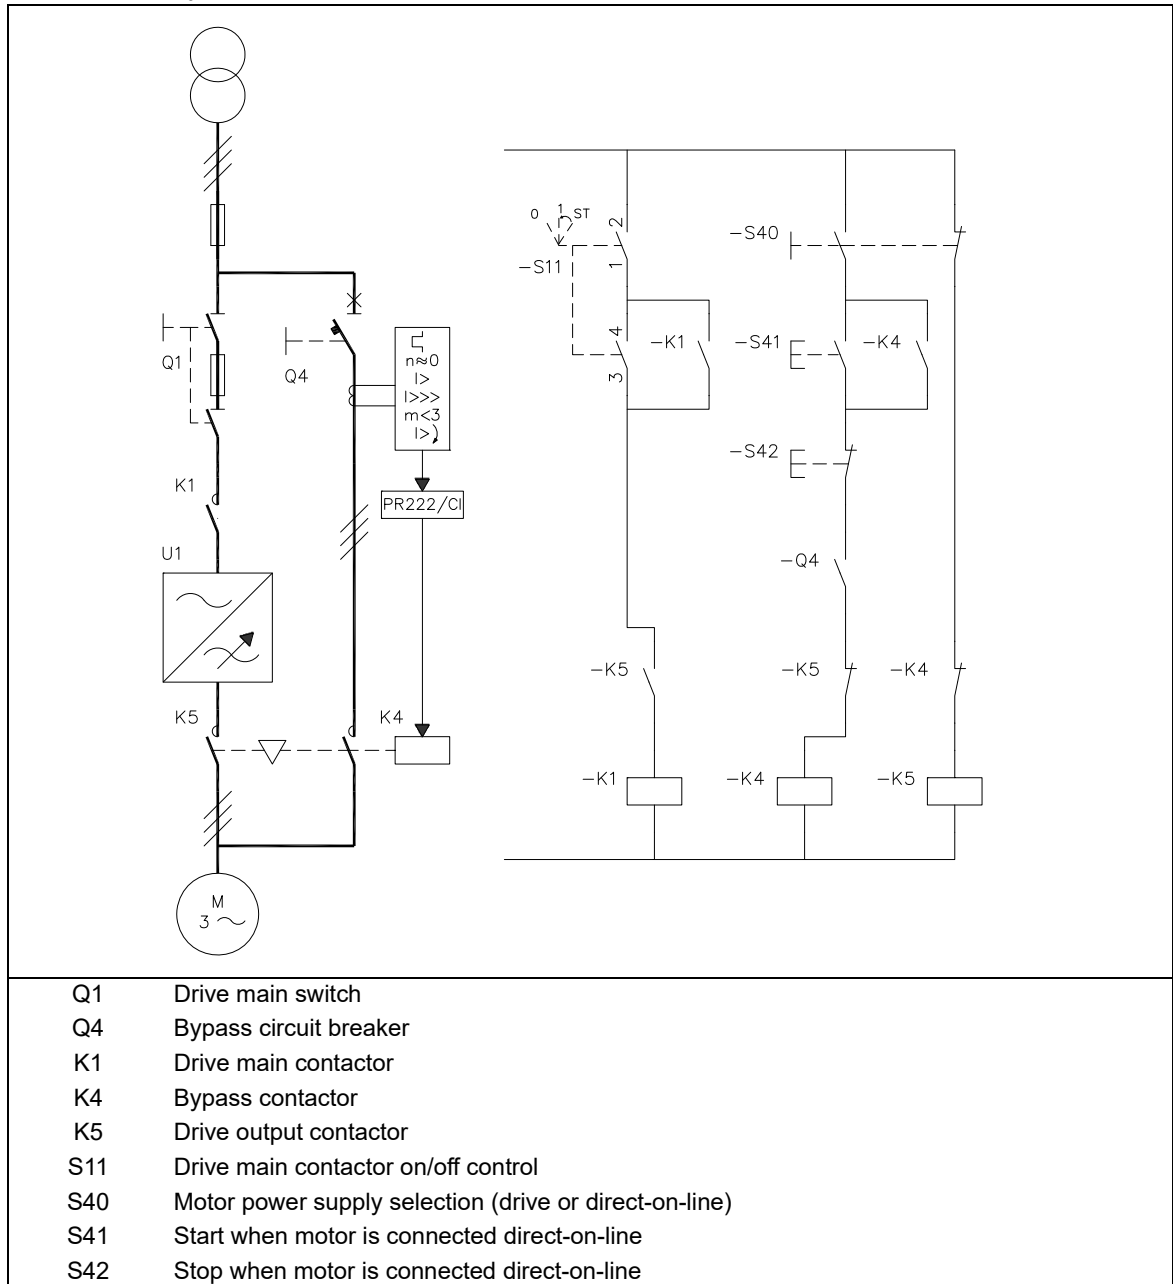 0 1 ST
-S11
2
1
4
3
-K1
-S40
-S41
-K4
-S42
-Q4
-K5
-K5
-K4
-K1
-K4
-K5
Q1
Q4
n≈0
I>
I>>>
m<3
I>
K1
PR222/CI
U1
K5
K4
M
3 ~
Q1 Drive main switch
Q4 Bypass circuit breaker
K1 Drive main contactor
K4 Bypass contactor
K5 Drive output contactor
S11 Drive main contactor on/off control
S40 Motor power supply selection (drive or direct-on-line)
S41 Start when motor is connected direct-on-line
S42 Stop when motor is connected direct-on-line